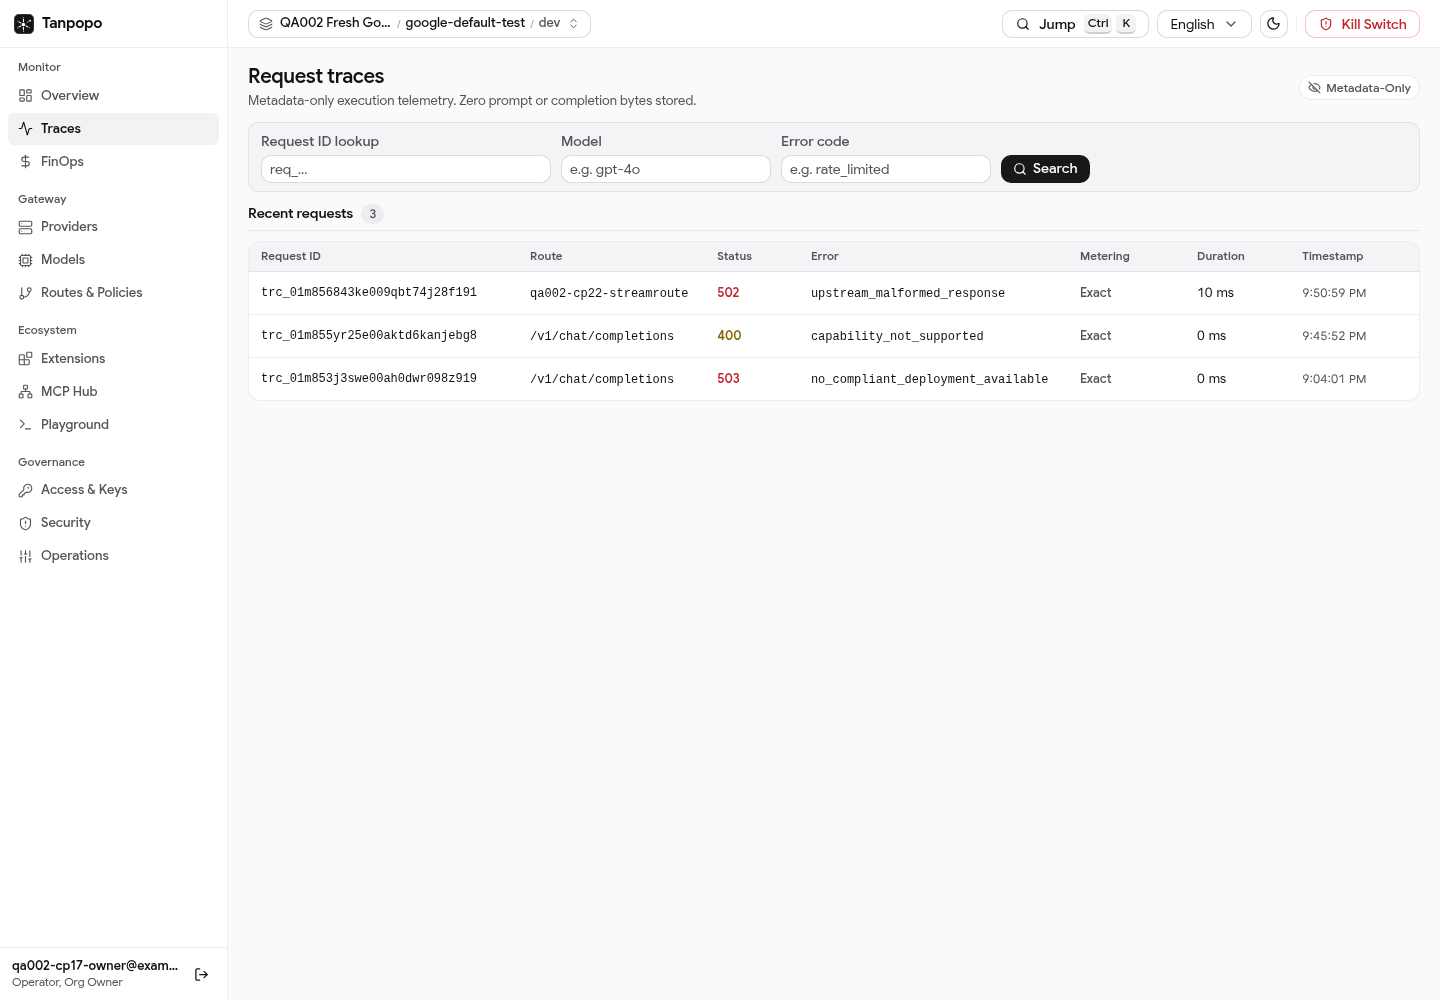 Tanpopo
QA002 Fresh Go... / google-default-test / dev
Jump Ctrl K
English
Kill Switch
Monitor
Overview
Traces
FinOps
Gateway
Providers
Models
Routes & Policies
Ecosystem
Extensions
MCP Hub
Playground
Governance
Access & Keys
Security
Operations
qa002-cp17-owner@exam...
Operator, Org Owner
Request traces
Metadata-only execution telemetry. Zero prompt or completion bytes stored.
Metadata-Only
Request ID lookup Model Error code
req_... e.g. gpt-4o e.g. rate_limited Search
Recent requests 3
Request ID Route Status Error Metering Duration Timestamp
trc_01m856843ke009qbt74j28f191 qa002-cp22-streamroute 502 upstream_malformed_response Exact 10 ms 9:50:59 PM
trc_01m855yr25e00aktd6kanjebg8 /v1/chat/completions 400 capability_not_supported Exact 0 ms 9:45:52 PM
trc_01m853j3swe00ah0dwr098z919 /v1/chat/completions 503 no_compliant_deployment_available Exact 0 ms 9:04:01 PM